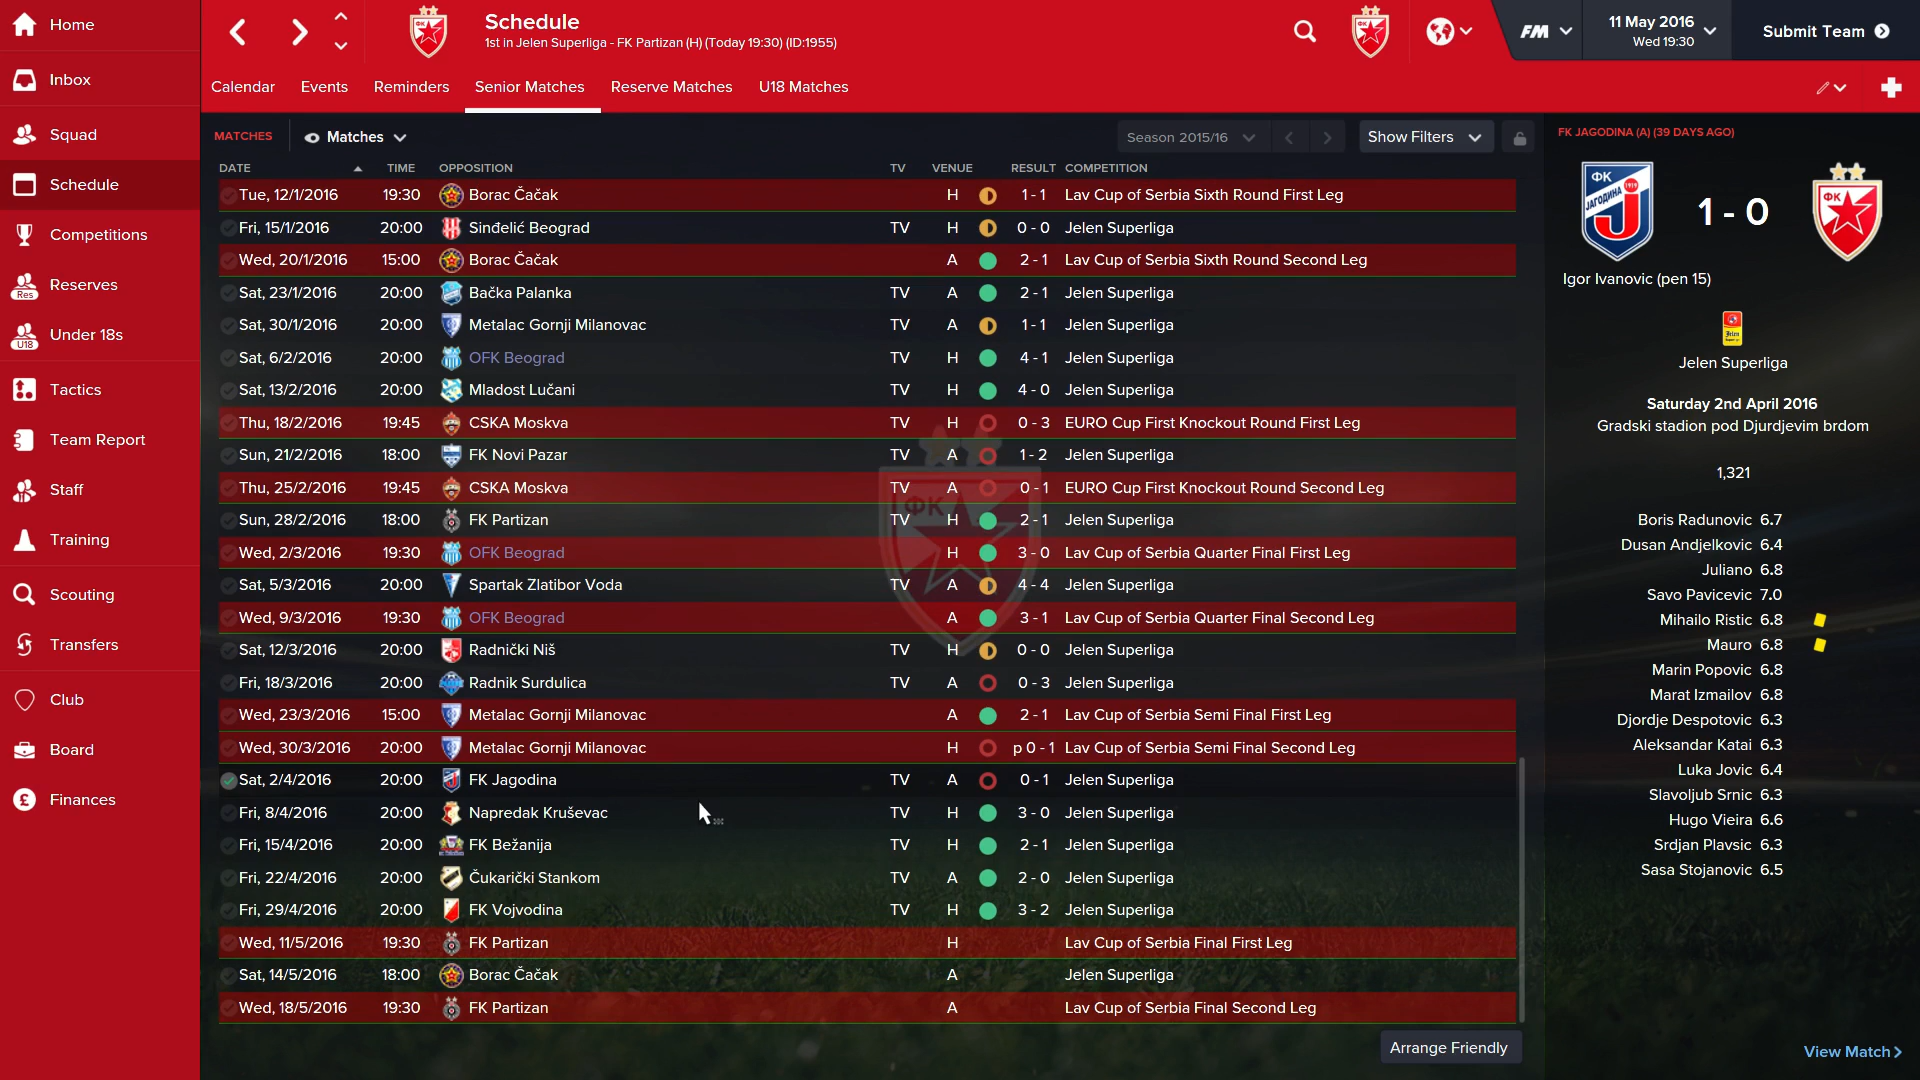 Home
Inbox
Squad
Schedule
Competitions
Res
Reserves
U18
Under 18s
Tactics
Team Report
Staff
Training
Scouting
Transfers
Club
Board
£
Finances
Schedule
1st in Jelen Superliga - FK Partizan (H) (Today 19:30) (ID:1955)
FM
11 May 2016
Wed 19:30
Submit Team
Calendar Events Reminders Senior Matches Reserve Matches U18 Matches
MATCHES Matches Season 2015/16 Show Filters
DATE TIME OPPOSITION TV VENUE RESULT COMPETITION
Tue, 12/1/2016 19:30 Borac Čačak H 1 - 1 Lav Cup of Serbia Sixth Round First Leg
Fri, 15/1/2016 20:00 Sinđelić Beograd TV H 0 - 0 Jelen Superliga
Wed, 20/1/2016 15:00 Borac Čačak A 2 - 1 Lav Cup of Serbia Sixth Round Second Leg
Sat, 23/1/2016 20:00 Bačka Palanka TV A 2 - 1 Jelen Superliga
Sat, 30/1/2016 20:00 Metalac Gornji Milanovac TV A 1 - 1 Jelen Superliga
Sat, 6/2/2016 20:00 OFK Beograd TV H 4 - 1 Jelen Superliga
Sat, 13/2/2016 20:00 Mladost Lučani TV H 4 - 0 Jelen Superliga
Thu, 18/2/2016 19:45 CSKA Moskva TV H 0 - 3 EURO Cup First Knockout Round First Leg
Sun, 21/2/2016 18:00 FK Novi Pazar TV A 1 - 2 Jelen Superliga
Thu, 25/2/2016 19:45 CSKA Moskva TV A 0 - 1 EURO Cup First Knockout Round Second Leg
Sun, 28/2/2016 18:00 FK Partizan TV H 2 - 1 Jelen Superliga
Wed, 2/3/2016 19:30 OFK Beograd H 3 - 0 Lav Cup of Serbia Quarter Final First Leg
Sat, 5/3/2016 20:00 Spartak Zlatibor Voda TV A 4 - 4 Jelen Superliga
Wed, 9/3/2016 19:30 OFK Beograd A 3 - 1 Lav Cup of Serbia Quarter Final Second Leg
Sat, 12/3/2016 20:00 Radnički Niš TV H 0 - 0 Jelen Superliga
Fri, 18/3/2016 20:00 Radnik Surdulica TV A 0 - 3 Jelen Superliga
Wed, 23/3/2016 15:00 Metalac Gornji Milanovac A 2 - 1 Lav Cup of Serbia Semi Final First Leg
Wed, 30/3/2016 20:00 Metalac Gornji Milanovac H p 0 - 1 Lav Cup of Serbia Semi Final Second Leg
Sat, 2/4/2016 20:00 FK Jagodina TV A 0 - 1 Jelen Superliga
Fri, 8/4/2016 20:00 Napredak Kruševac TV H 3 - 0 Jelen Superliga
Fri, 15/4/2016 20:00 FK Bežanija TV H 2 - 1 Jelen Superliga
Fri, 22/4/2016 20:00 Čukarički Stankom TV A 2 - 0 Jelen Superliga
Fri, 29/4/2016 20:00 FK Vojvodina TV H 3 - 2 Jelen Superliga
Wed, 11/5/2016 19:30 FK Partizan H Lav Cup of Serbia Final First Leg
Sat, 14/5/2016 18:00 Borac Čačak A Jelen Superliga
Wed, 18/5/2016 19:30 FK Partizan A Lav Cup of Serbia Final Second Leg
Arrange Friendly
FK JAGODINA (A) (39 DAYS AGO)
ФК
ЈАГОДИНА
1919
1 - 0
ФК
Igor Ivanovic (pen 15)
Jelen Superliga
Saturday 2nd April 2016
Gradski stadion pod Djurdjevim brdom
1,321
Boris Radunovic 6.7
Dusan Andjelkovic 6.4
Juliano 6.8
Savo Pavicevic 7.0
Mihailo Ristic 6.8
Mauro 6.8
Marin Popovic 6.8
Marat Izmailov 6.8
Djordje Despotovic 6.3
Aleksandar Katai 6.3
Luka Jovic 6.4
Slavoljub Srnic 6.3
Hugo Vieira 6.6
Srdjan Plavsic 6.3
Sasa Stojanovic 6.5
View Match